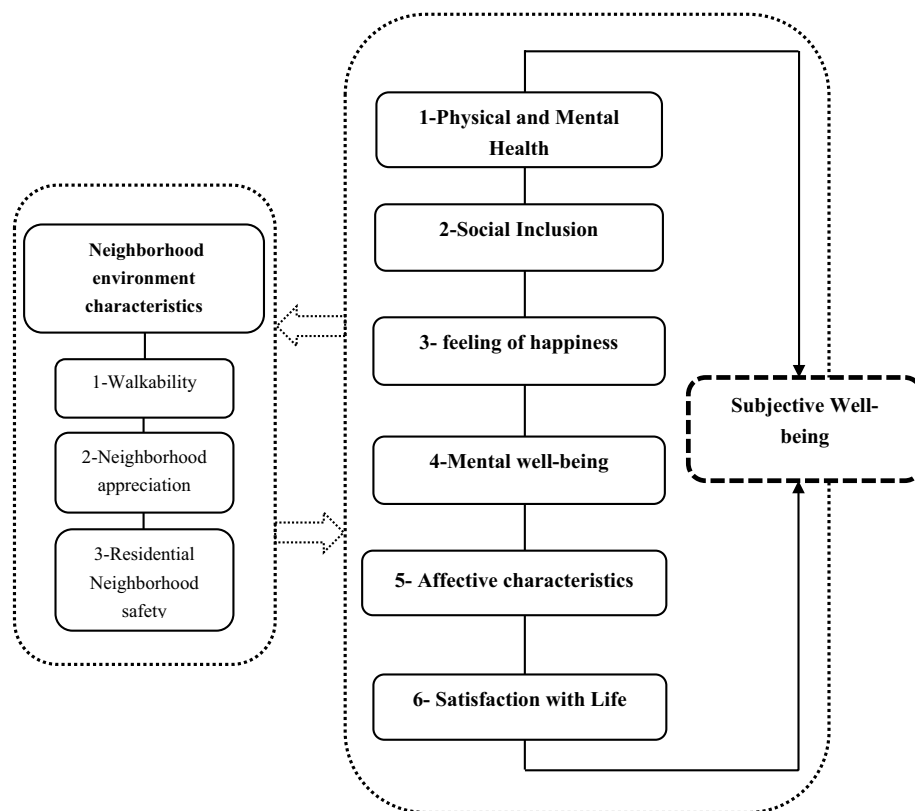 Neighborhood
environment
characteristics
1-Walkability
2-Neighborhood
appreciation
3-Residential
Neighborhood
safety
1-Physical and Mental
Health
2-Social Inclusion
3- feeling of happiness
4-Mental well-being
5- Affective characteristics
6- Satisfaction with Life
Subjective Well-
being